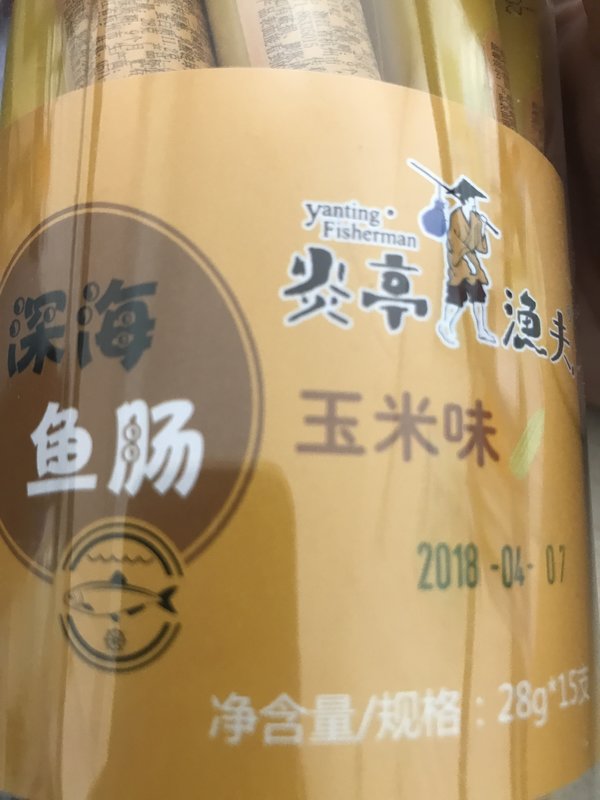 yanting
Fisherman
炎亭渔夫
深海
鱼肠
玉米味
2018-04-07
净含量/规格：28g*15支